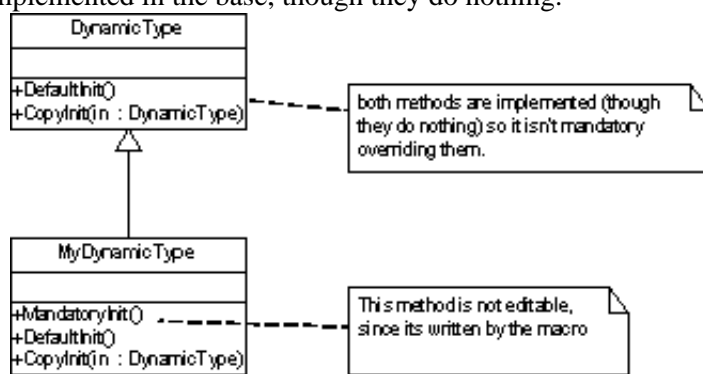 mplemented in the base, though they do nothing.
DynamicType
+DefaultInit()
+CopyInit(in : DynamicType)
both methods are implemented (though
they do nothing) so it isn't mandatory
overriding them.
MyDynamicType
+MandatoryInit()
+DefaultInit()
+CopyInit(in : DynamicType)
This method is not editable,
since its written by the macro